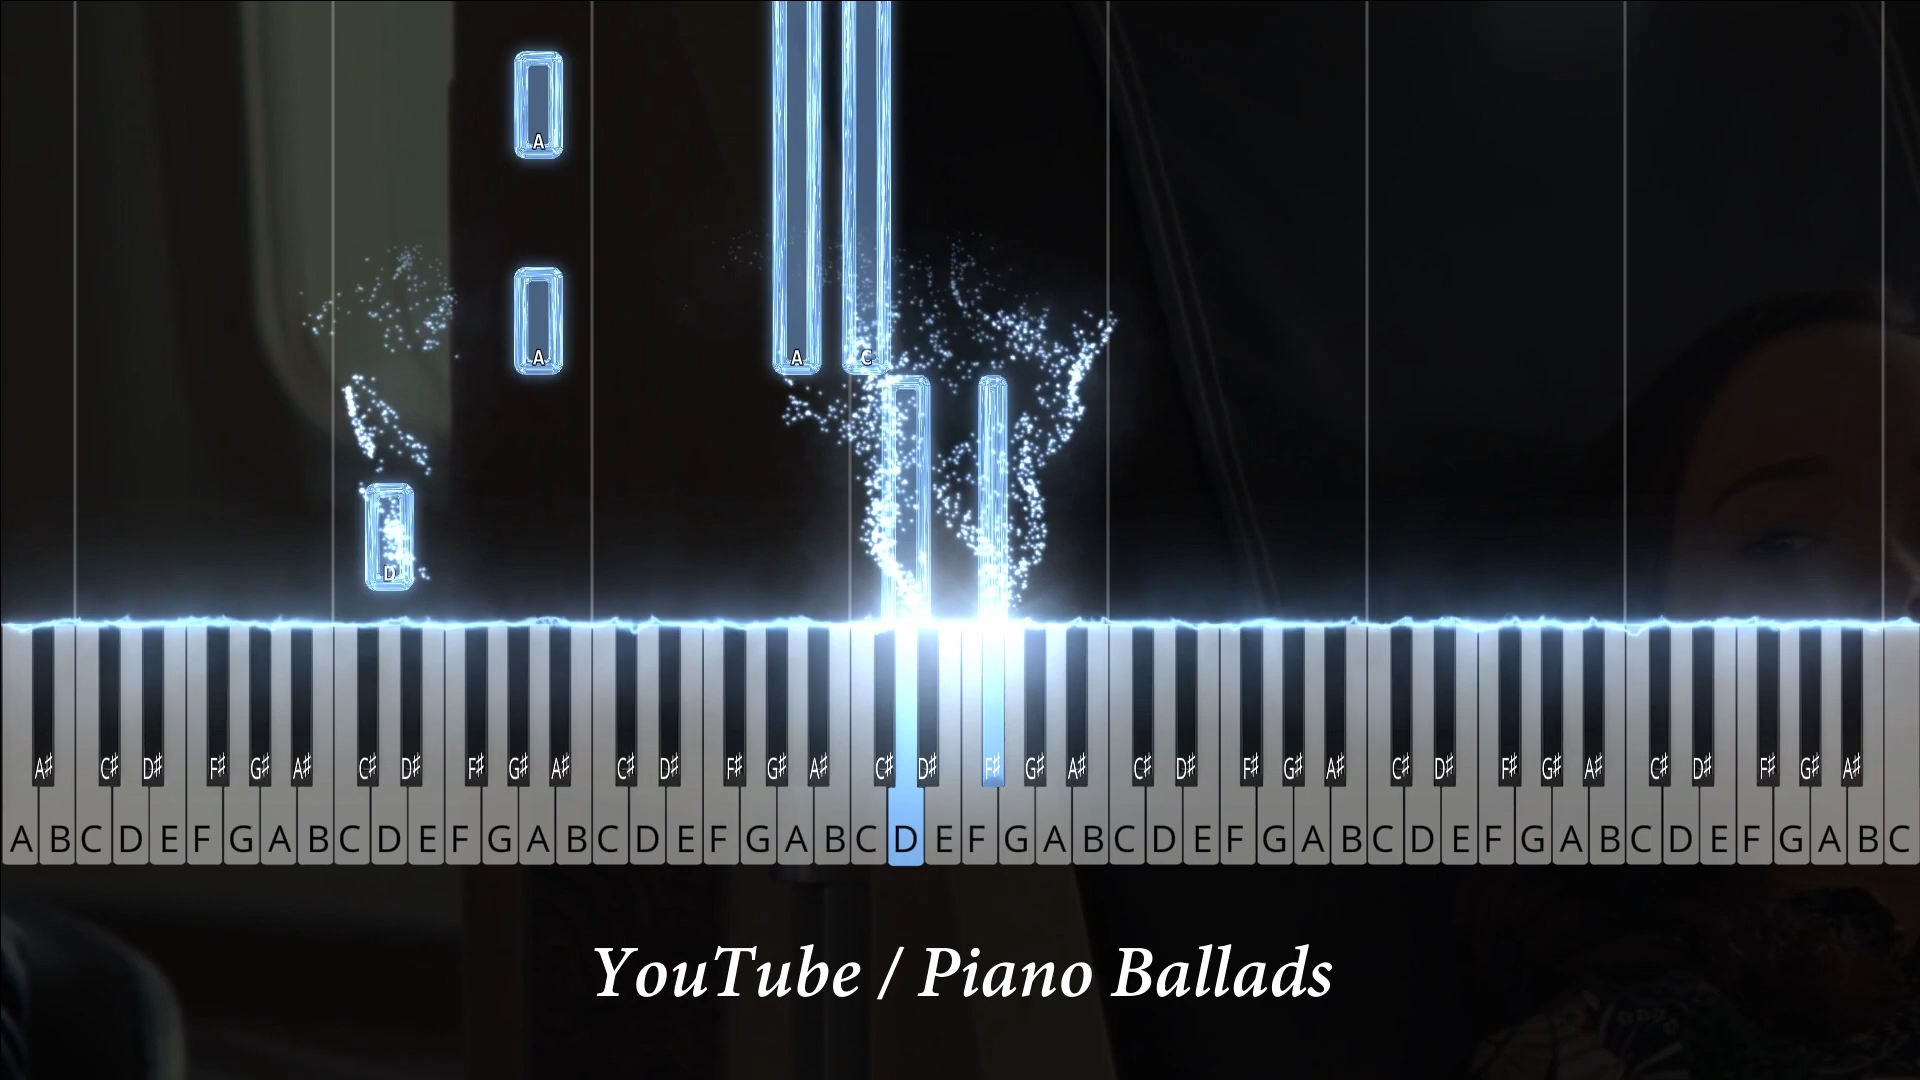 A
A
A C
D
A♯ C♯ D♯ F♯ G♯ A♯ C♯ D♯ F♯ G♯ A♯ C♯ D♯ F♯ G♯ A♯ C♯ D♯ F♯ G♯ A♯ C♯ D♯ F♯ G♯ A♯ C♯ D♯ F♯ G♯ A♯ C♯ D♯ F♯ G♯ A♯
A B C D E F G A B C D E F G A B C D E F G A B C D E F G A B C D E F G A B C D E F G A B C D E F G A B C
YouTube / Piano Ballads